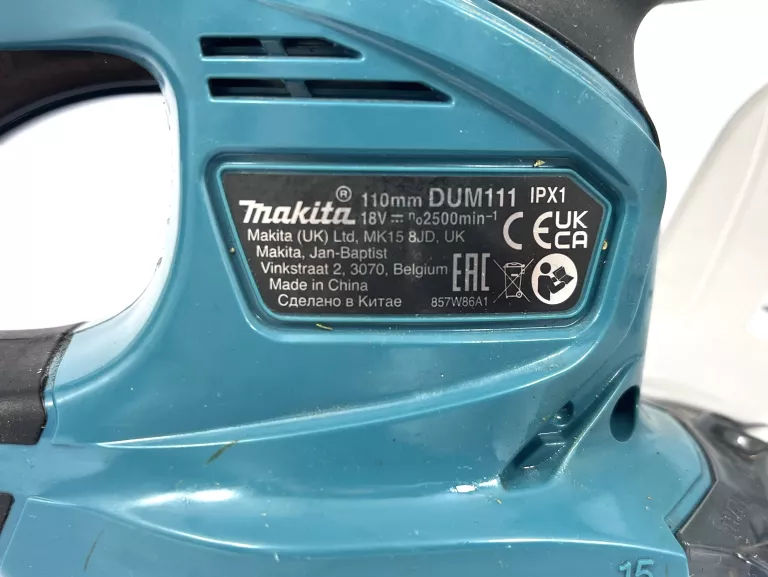 makita® 110mm DUM111 IPX1
18V ⎓ n₀2500min⁻¹
CE UK CA
Makita (UK) Ltd, MK15 8JD, UK
Makita, Jan-Baptist
Vinkstraat 2, 3070, Belgium
EAC
Made in China
Сделано в Китае
857W86A1
15